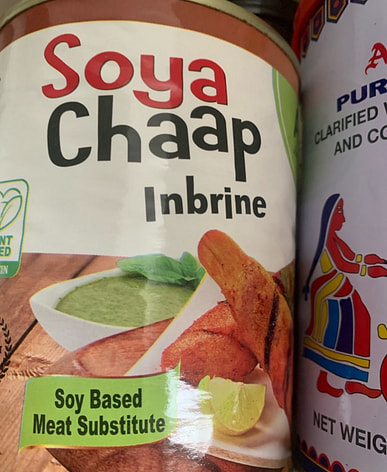 Soya
Chaap
Inbrine
Soy Based
Meat Substitute
PUR
CLARIFIED
AND CO
NET WEIG